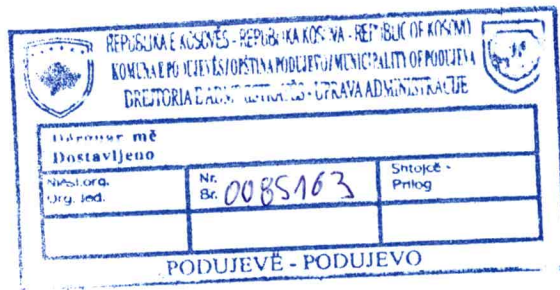 REPUBLIKA E KOSOVËS - REPUBLIKA KOSOVA - REPUBLIC OF KOSOVO
KOMUNA E PODUJEVËS/OPŠTINA PODUJEVO/MUNICIPALITY OF PODUJEVA
DREJTORIA E ADMINISTRATËS - UPRAVA ADMINISTRACIJE
më
Dostavljeno
Njësi.org.
Org. Jed.
Nr.
Br. 0085163
Shtojcë -
Prilog
PODUJEVË - PODUJEVO